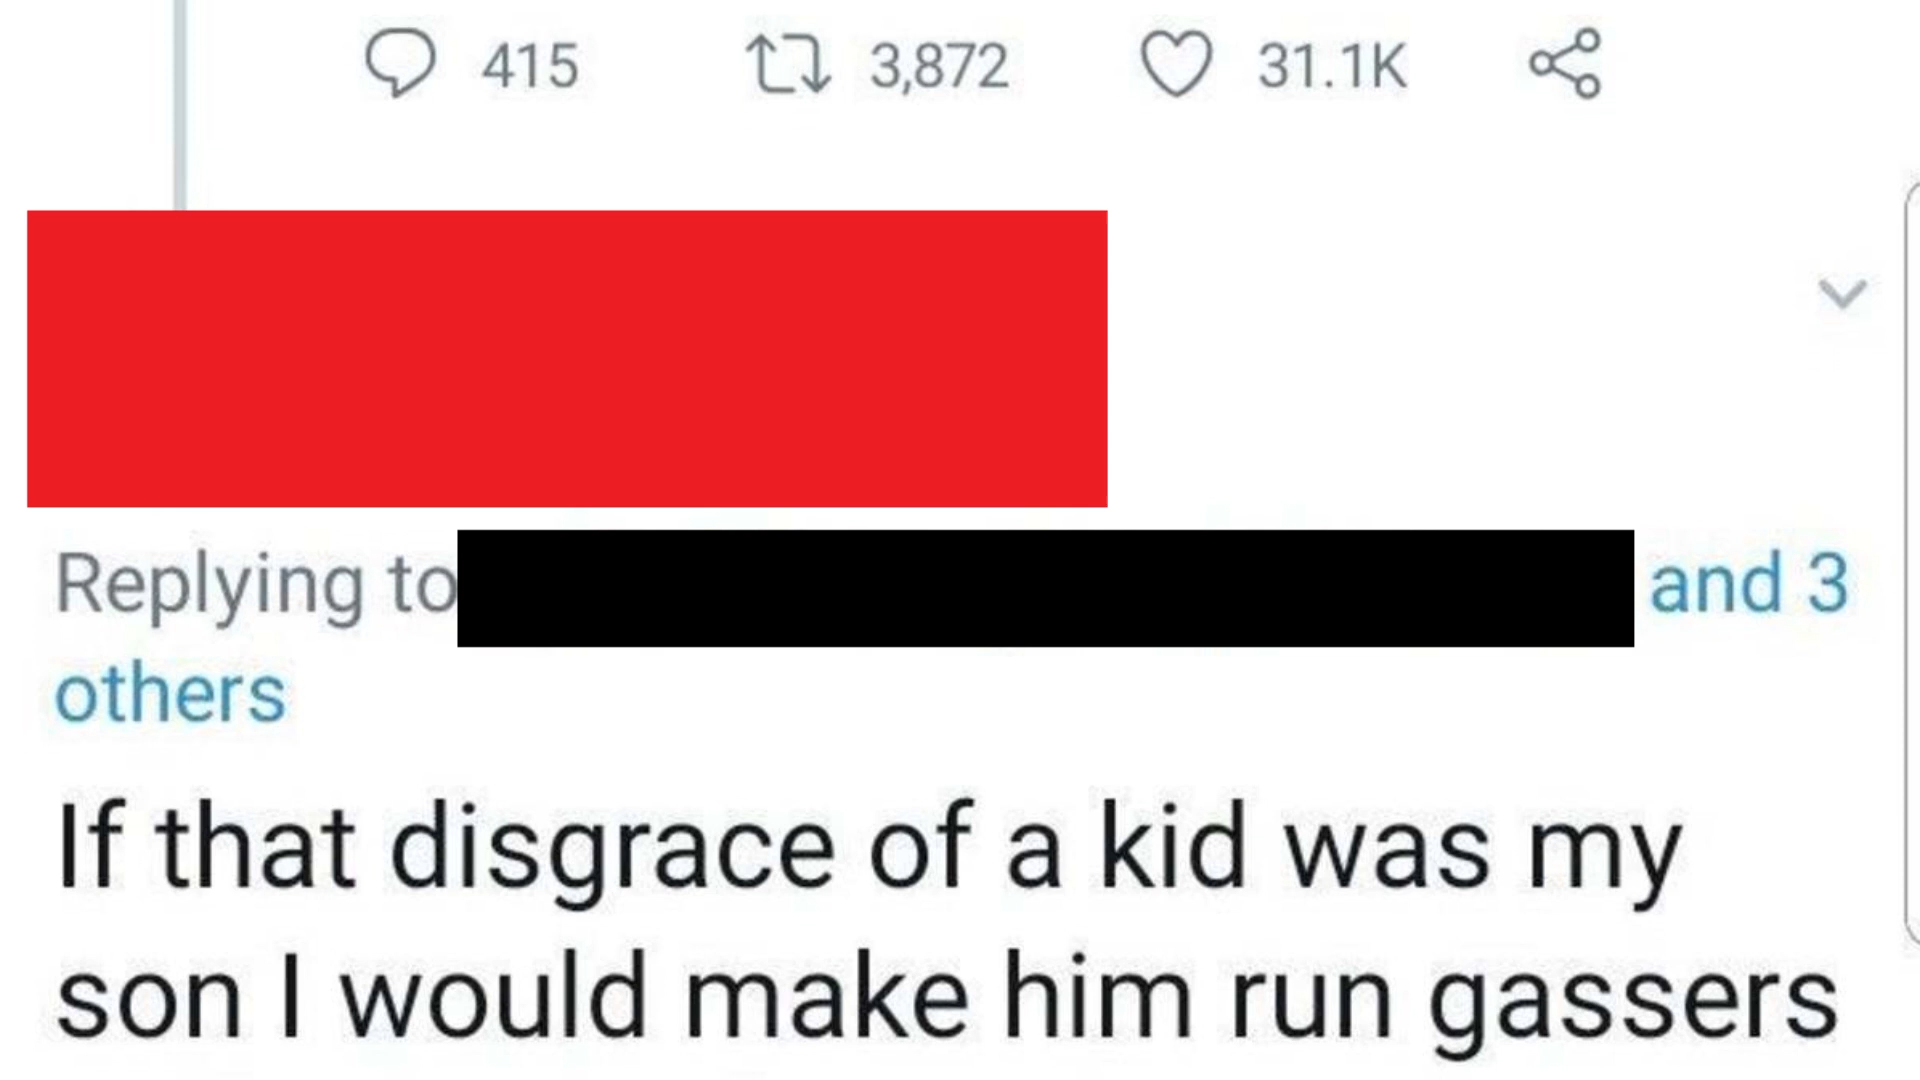 415 3,872 31.1K
Replying to and 3
others
If that disgrace of a kid was my
son I would make him run gassers